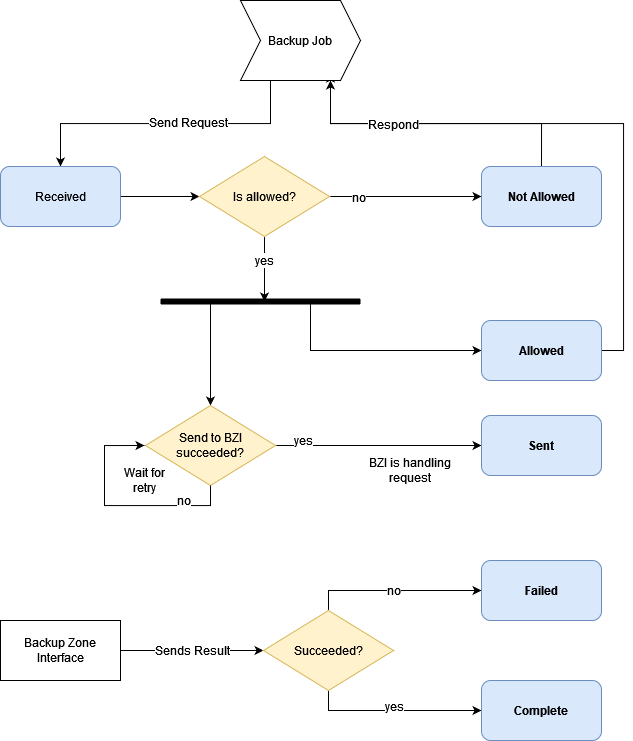 Backup Job
Send Request
Respond
Received
Is allowed?
no
Not Allowed
yes
Allowed
Send to BZI
succeeded?
yes
Sent
BZI is handling
request
Wait for
retry
no
no
Failed
Backup Zone
Interface
Sends Result
Succeeded?
yes
Complete